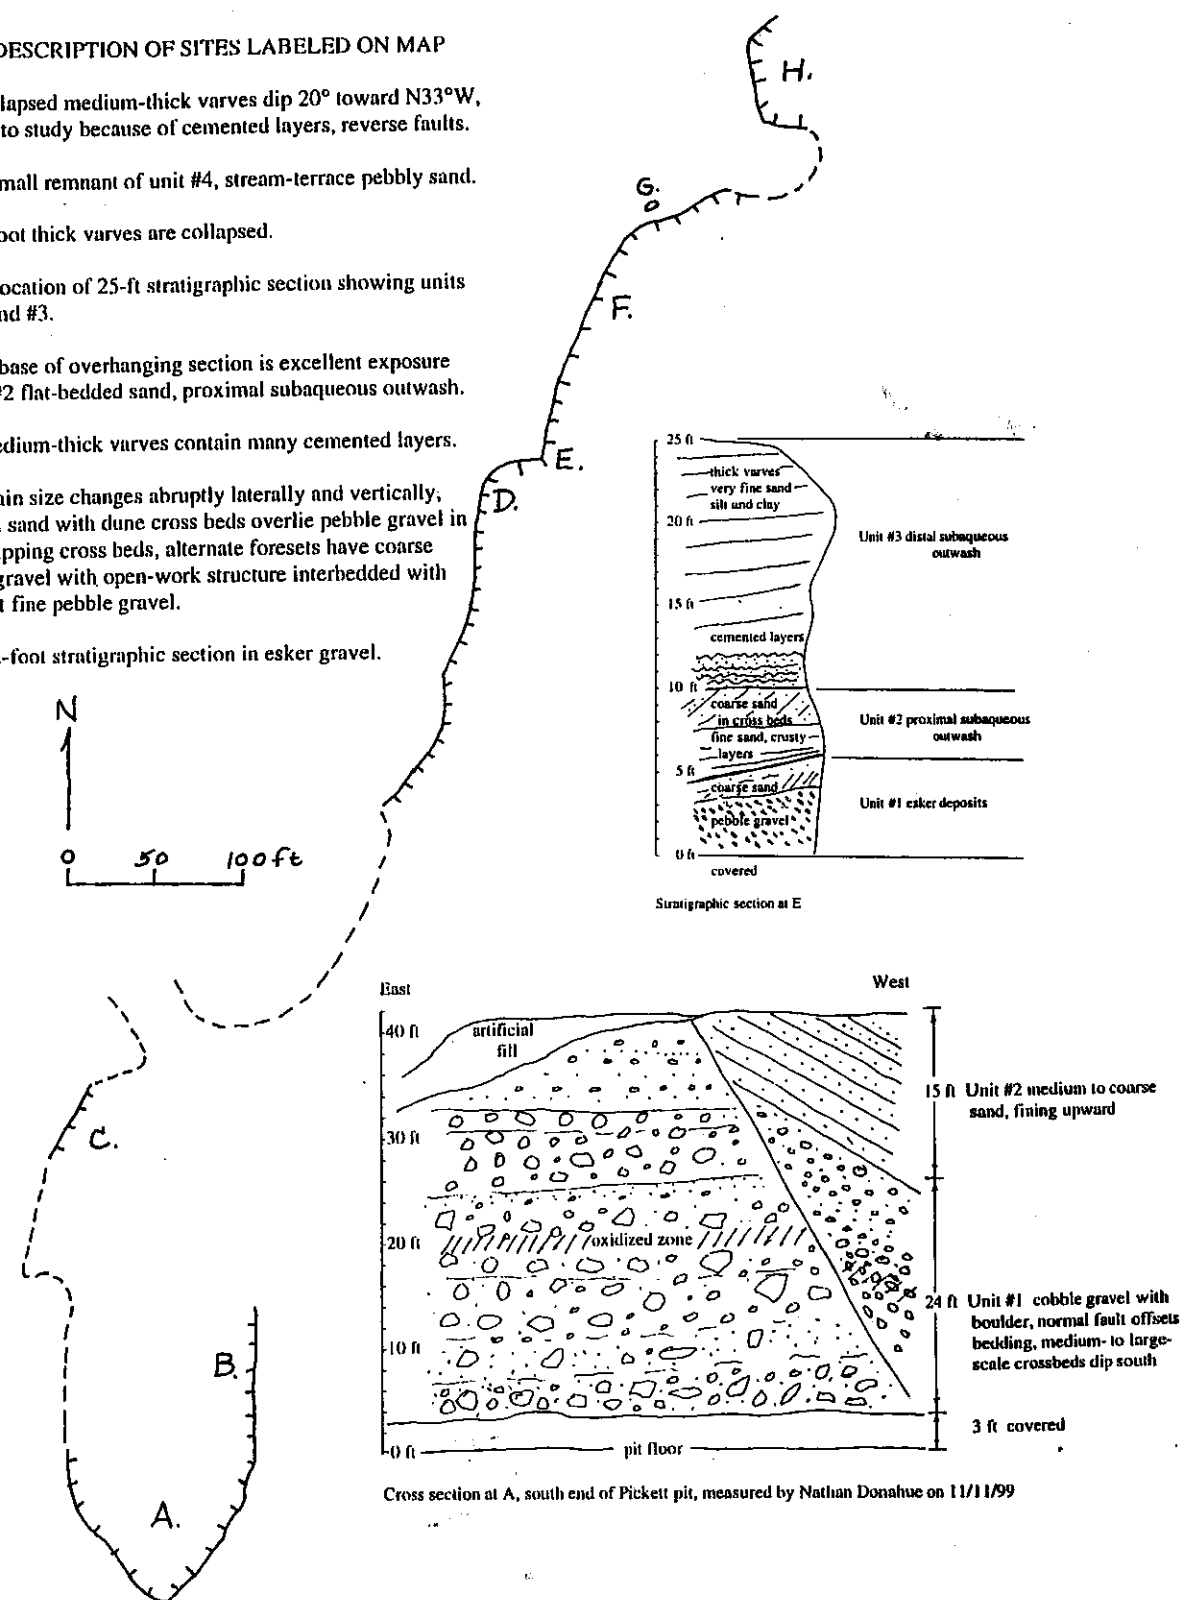 DESCRIPTION OF SITES LABELED ON MAP
lapsed medium-thick varves dip 20° toward N33°W,
to study because of cemented layers, reverse faults.
mall remnant of unit #4, stream-terrace pebbly sand.
oot thick varves are collapsed.
ocation of 25-ft stratigraphic section showing units
nd #3.
base of overhanging section is excellent exposure
#2 flat-bedded sand, proximal subaqueous outwash.
edium-thick varves contain many cemented layers.
ain size changes abruptly laterally and vertically,
sand with dune cross beds overlie pebble gravel in
pping cross beds, alternate foresets have coarse
gravel with open-work structure interbedded with
t fine pebble gravel.
-foot stratigraphic section in esker gravel.
H.
G.
F.
E.
D.
C.
B.
A.
N
0 50 100 ft
25 ft
thick varves
very fine sand
silt and clay
20 ft
Unit #3 distal subaqueous
outwash
15 ft
cemented layers
10 ft
coarse sand
in cross beds
fine sand, crusty
layers
Unit #2 proximal subaqueous
outwash
5 ft
coarse sand
pebble gravel
Unit #1 esker deposits
0 ft
covered
Stratigraphic section at E
East
West
40 ft
artificial
fill
30 ft
20 ft
oxidized zone
10 ft
0 ft
pit floor
15 ft Unit #2 medium to coarse
sand, fining upward
24 ft Unit #1 cobble gravel with
boulder, normal fault offsets
bedding, medium- to large-
scale crossbeds dip south
3 ft covered
Cross section at A, south end of Pickett pit, measured by Nathan Donahue on 11/11/99